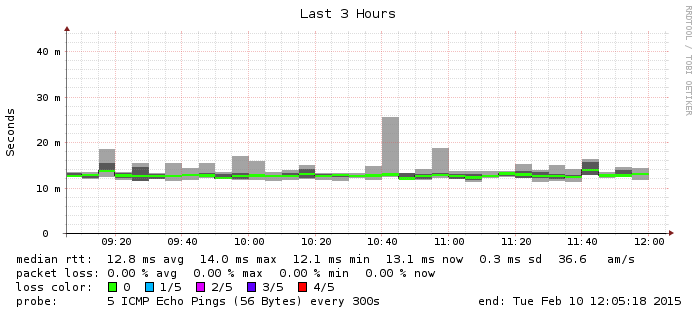 Last 3 Hours
RRDTOOL / TOBI OETIKER
Seconds
40 m
30 m
20 m
10 m
0
09:20 09:40 10:00 10:20 10:40 11:00 11:20 11:40 12:00
median rtt: 12.8 ms avg 14.0 ms max 12.1 ms min 13.1 ms now 0.3 ms sd 36.6 am/s
packet loss: 0.00 % avg 0.00 % max 0.00 % min 0.00 % now
loss color: 0 1/5 2/5 3/5 4/5
probe: 5 ICMP Echo Pings (56 Bytes) every 300s end: Tue Feb 10 12:05:18 2015